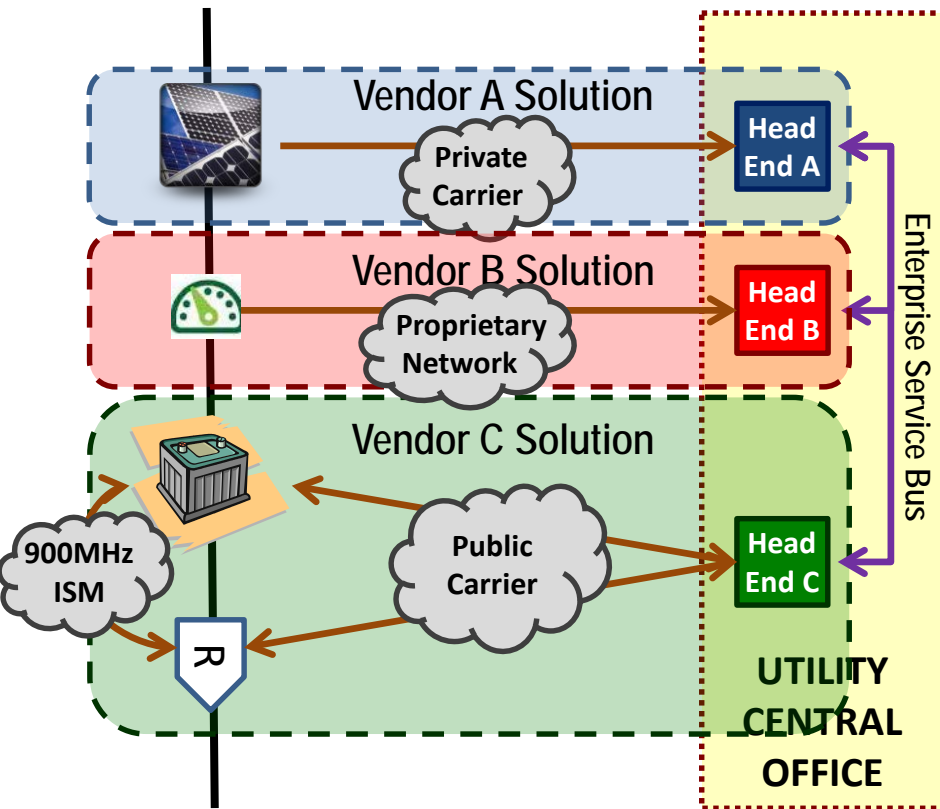 Vendor A Solution
Private
Carrier
Head
End A
Vendor B Solution
Proprietary
Network
Head
End B
Enterprise Service Bus
Vendor C Solution
900MHz
ISM
Public
Carrier
Head
End C
R
UTILITY
CENTRAL
OFFICE